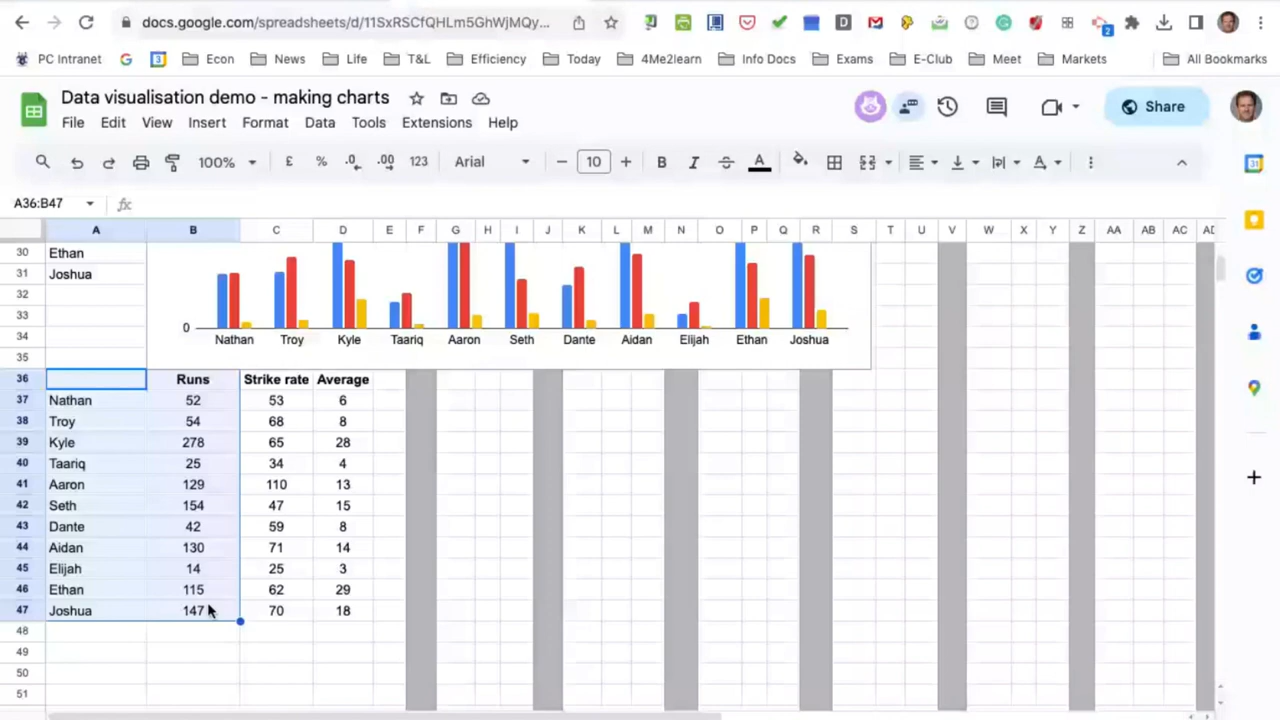 docs.google.com/spreadsheets/d/11SxRSCfQHLm5GhWjMQy...
2
PC Intranet Econ News Life T&L Efficiency Today 4Me2learn Info Docs Exams E-Club Meet Markets All Bookmarks
Data visualisation demo - making charts
Share
File Edit View Insert Format Data Tools Extensions Help
100% £ % .0 .00 123 Arial 10 B I A A
A36:B47 fx
A B C D E F G H I J K L M N O P Q R S T U V W X Y Z AA AB AC AD
30 Ethan
31 Joshua
32
33
34 0
Nathan Troy Kyle Taariq Aaron Seth Dante Aidan Elijah Ethan Joshua
35
36 Runs Strike rate Average
37 Nathan 52 53 6
38 Troy 54 68 8
39 Kyle 278 65 28
40 Taariq 25 34 4
41 Aaron 129 110 13
42 Seth 154 47 15
43 Dante 42 59 8
44 Aidan 130 71 14
45 Elijah 14 25 3
46 Ethan 115 62 29
47 Joshua 147 70 18
48
49
50
51